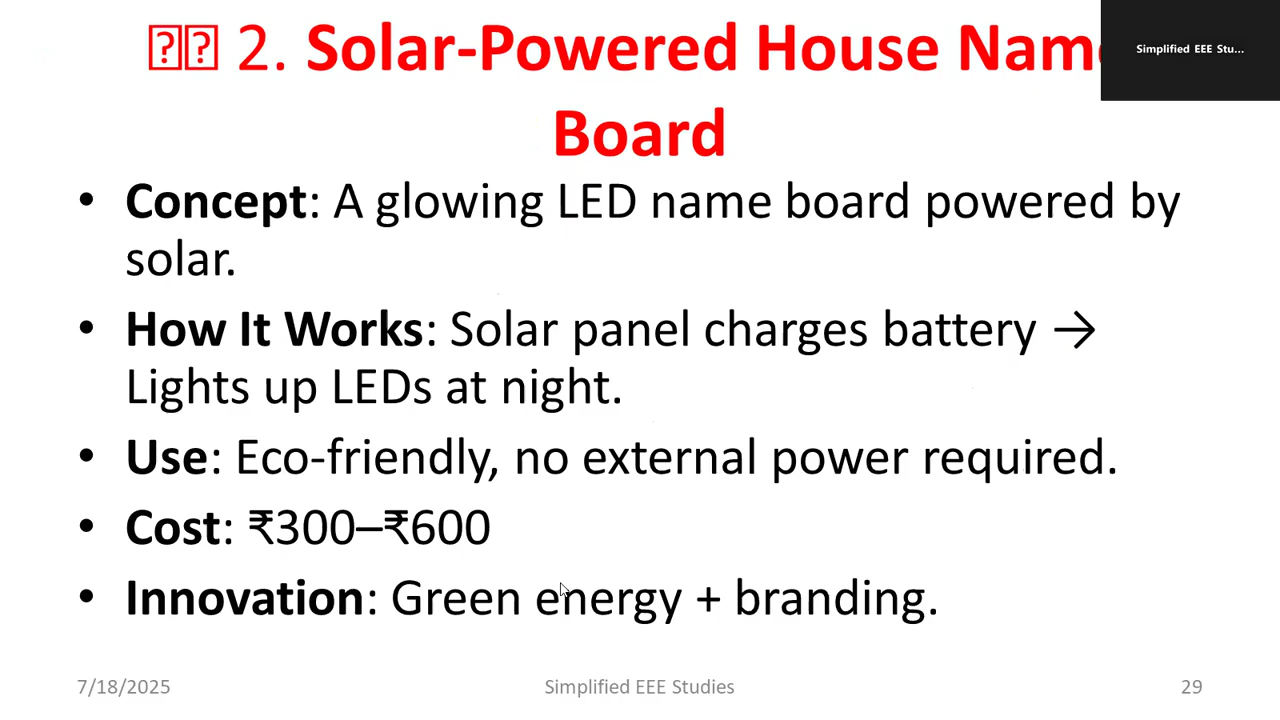 2. Solar-Powered House Name
Simplified EEE Stu...
Board
• Concept: A glowing LED name board powered by
solar.
• How It Works: Solar panel charges battery →
Lights up LEDs at night.
• Use: Eco-friendly, no external power required.
• Cost: ₹300–₹600
• Innovation: Green energy + branding.
7/18/2025
Simplified EEE Studies
29